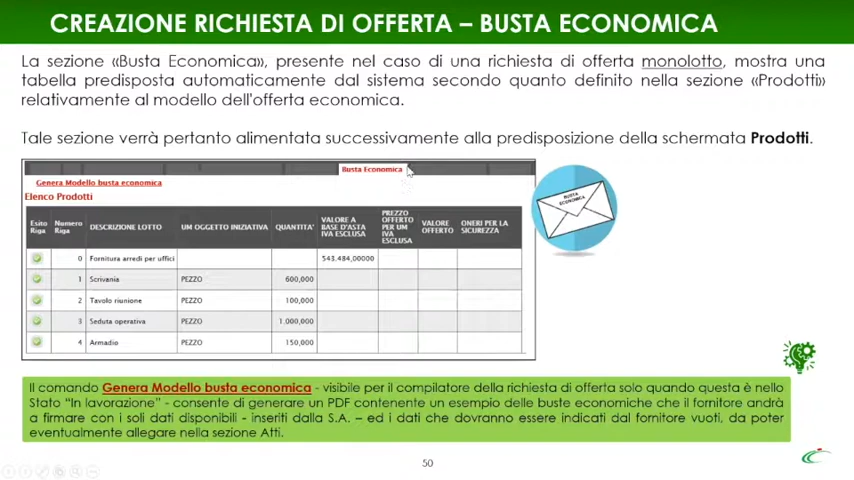 CREAZIONE RICHIESTA DI OFFERTA – BUSTA ECONOMICA
La sezione «Busta Economica», presente nel caso di una richiesta di offerta monolotto, mostra una
tabella predisposta automaticamente dal sistema secondo quanto definito nella sezione «Prodotti»
relativamente al modello dell'offerta economica.
Tale sezione verrà pertanto alimentata successivamente alla predisposizione della schermata Prodotti.
Busta Economica
Genera Modello busta economica
Elenco Prodotti
Esito Riga | Numero Riga | DESCRIZIONE LOTTO | UM OGGETTO INIZIATIVA | QUANTITA' | VALORE A BASE D'ASTA IVA ESCLUSA | PREZZO OFFERTO PER UM IVA ESCLUSA | VALORE OFFERTO | ONERI PER LA SICUREZZA
0 Fornitura arredi per uffici 543.484,00000
1 Scrivania PEZZO 600,000
2 Tavolo riunione PEZZO 100,000
3 Seduta operativa PEZZO 1.000,000
4 Armadio PEZZO 150,000
BUSTA
ECONOMICA
Il comando Genera Modello busta economica - visibile per il compilatore della richiesta di offerta solo quando questa è nello
Stato "In lavorazione" - consente di generare un PDF contenente un esempio delle buste economiche che il fornitore andrà
a firmare con i soli dati disponibili - inseriti dalla S.A. – ed i dati che dovranno essere indicati dal fornitore vuoti, da poter
eventualmente allegare nella sezione Atti.
50